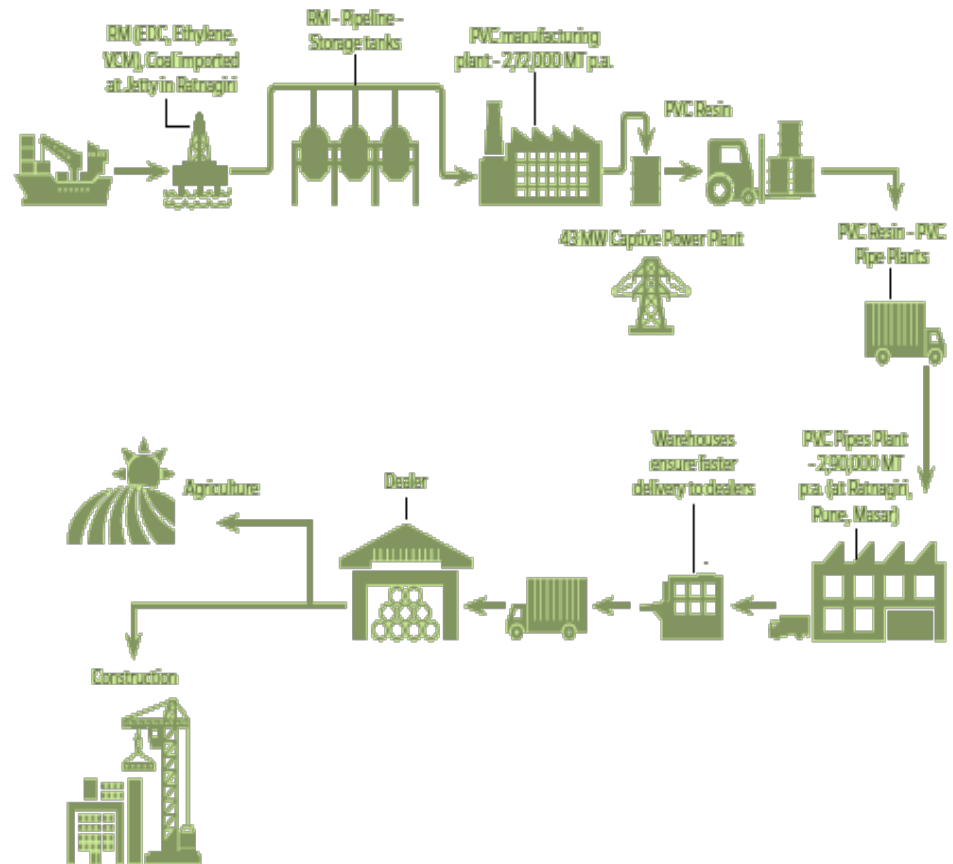 RM (EDC, Ethylene,
VCM), Coal imported
at Jetty in Ratnagiri
RM - Pipeline -
Storage tanks
PVC manufacturing
plant - 2,72,000 MT p.a.
PVC Resin
43 MW Captive Power Plant
PVC Resin - PVC
Pipe Plants
PVC Pipes Plant
- 2,90,000 MT
p.a. (at Ratnagiri,
Pune, Masar)
Warehouses
ensure faster
delivery to dealers
Dealer
Agriculture
Construction